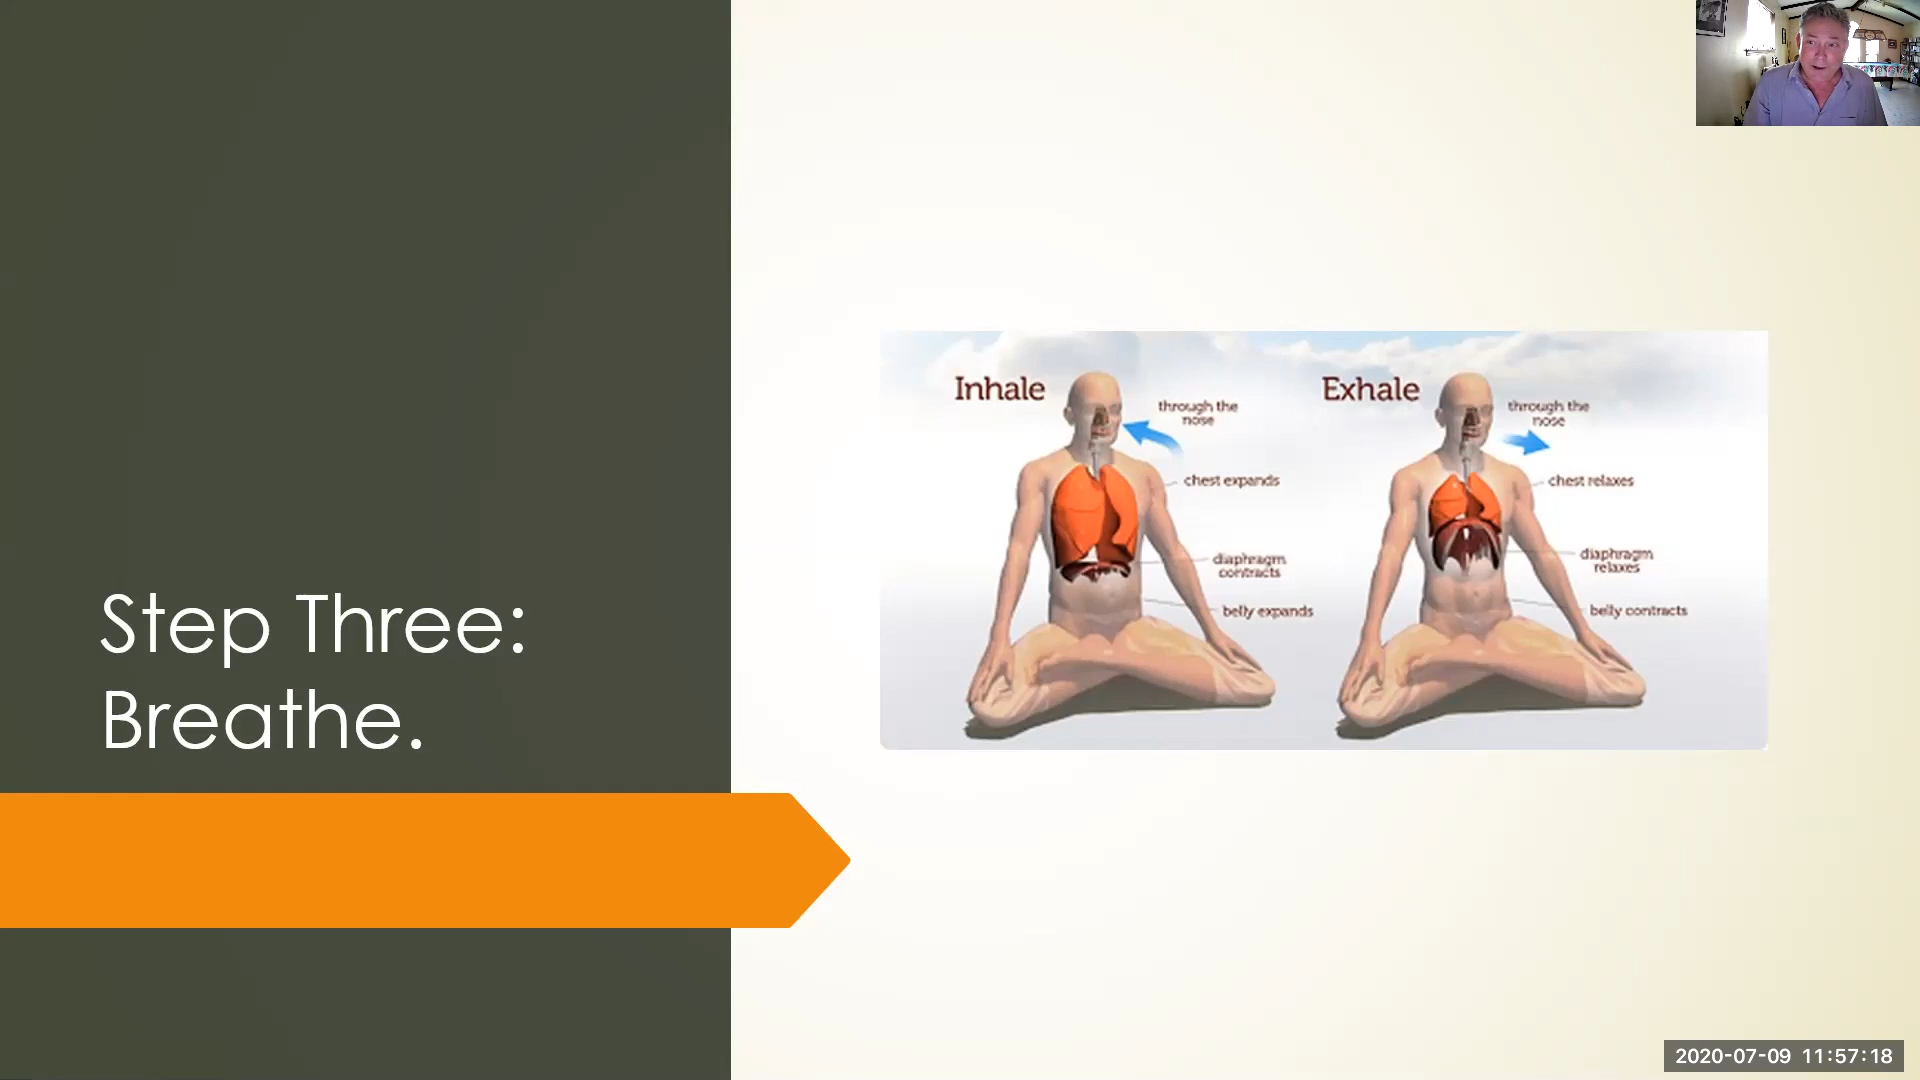 Step Three:
Breathe.
Inhale
through the
nose
chest expands
diaphragm
contracts
belly expands
Exhale
through the
nose
chest relaxes
diaphragm
relaxes
belly contracts
2020-07-09 11:57:18